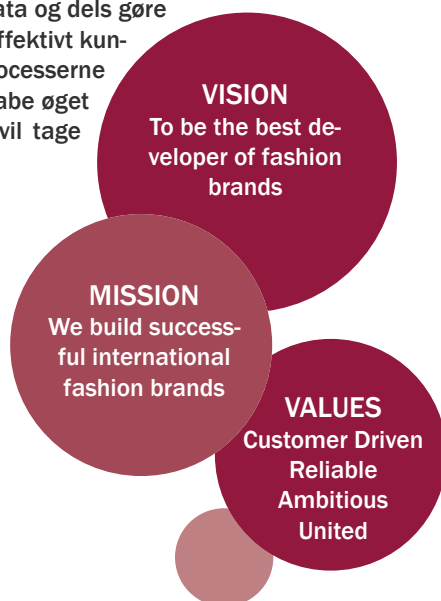 ata og dels gøre
ffektivt kun-
ocesserne
abe øget
vil tage
VISION
To be the best de-
veloper of fashion
brands
MISSION
We build success-
ful international
fashion brands
VALUES
Customer Driven
Reliable
Ambitious
United